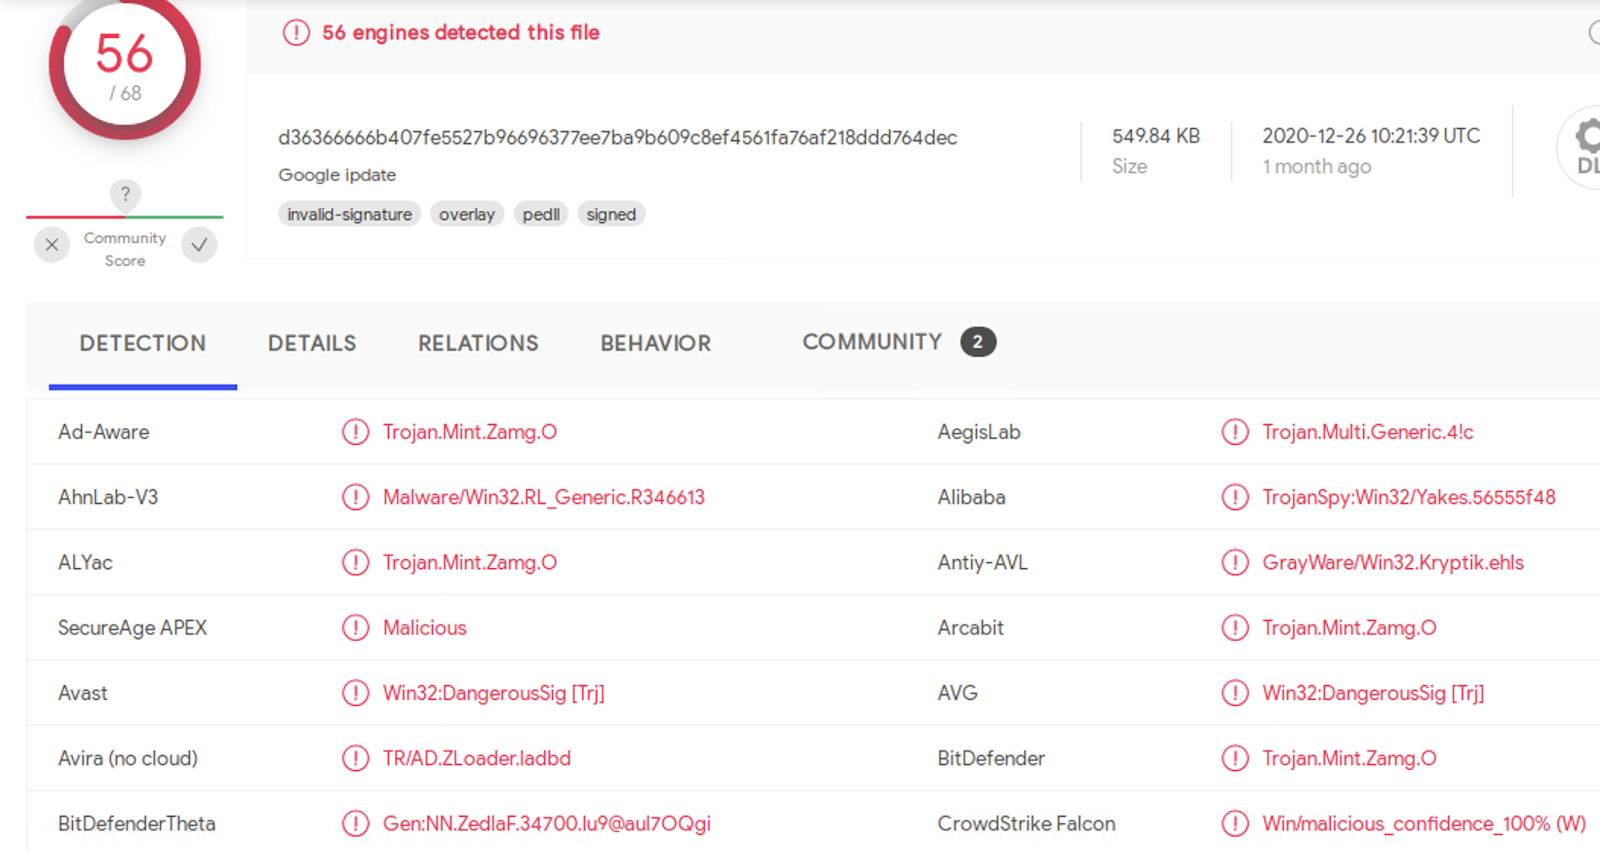 56
/ 68
56 engines detected this file
d36366666b407fe5527b96696377ee7ba9b609c8ef4561fa76af218ddd764dec
Google ipdate
invalid-signature overlay pedll signed
549.84 KB
Size
2020-12-26 10:21:39 UTC
1 month ago
?
Community
Score
DETECTION DETAILS RELATIONS BEHAVIOR COMMUNITY 2
Ad-Aware Trojan.Mint.Zamg.O AegisLab Trojan.Multi.Generic.4!c
AhnLab-V3 Malware/Win32.RL_Generic.R346613 Alibaba TrojanSpy:Win32/Yakes.56555f48
ALYac Trojan.Mint.Zamg.O Antiy-AVL GrayWare/Win32.Kryptik.ehls
SecureAge APEX Malicious Arcabit Trojan.Mint.Zamg.O
Avast Win32:DangerousSig [Trj] AVG Win32:DangerousSig [Trj]
Avira (no cloud) TR/AD.ZLoader.ladbd BitDefender Trojan.Mint.Zamg.O
BitDefenderTheta Gen:NN.ZedlaF.34700.lu9@aul7OQgi CrowdStrike Falcon Win/malicious_confidence_100% (W)